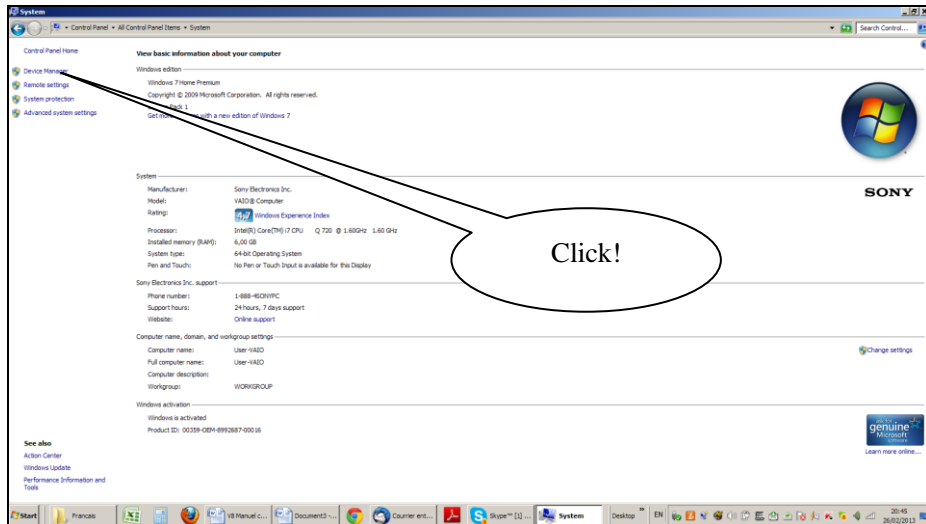 System
Control Panel • All Control Panel Items • System
Search Control...
Control Panel Home
Device Manager
Remote settings
System protection
Advanced system settings
View basic information about your computer
Windows edition
Windows 7 Home Premium
Copyright © 2009 Microsoft Corporation. All rights reserved.
Pack 1
Get more with a new edition of Windows 7
System
Manufacturer: Sony Electronics Inc.
Model: VAIO® Computer
Rating: 4,7 Windows Experience Index
Processor: Intel(R) Core(TM) i7 CPU Q 720 @ 1.60GHz 1.60 GHz
Installed memory (RAM): 6,00 GB
System type: 64-bit Operating System
Pen and Touch: No Pen or Touch Input is available for this Display
SONY
Click!
Sony Electronics Inc. support
Phone number: 1-888-4SONYPC
Support hours: 24 hours, 7 days support
Website: Online support
Computer name, domain, and workgroup settings
Computer name: User-VAIO
Full computer name: User-VAIO
Computer description:
Workgroup: WORKGROUP
Change settings
Windows activation
Windows is activated
Product ID: 00359-OEM-8992687-00016
ask for
genuine
Microsoft
software
Learn more online...
See also
Action Center
Windows Update
Performance Information and
Tools
Start
Francais
V8 Manuel c...
Document3 -...
Courrier ent...
Skype™ [1] ...
System
Desktop
EN
20:45
26/02/2013